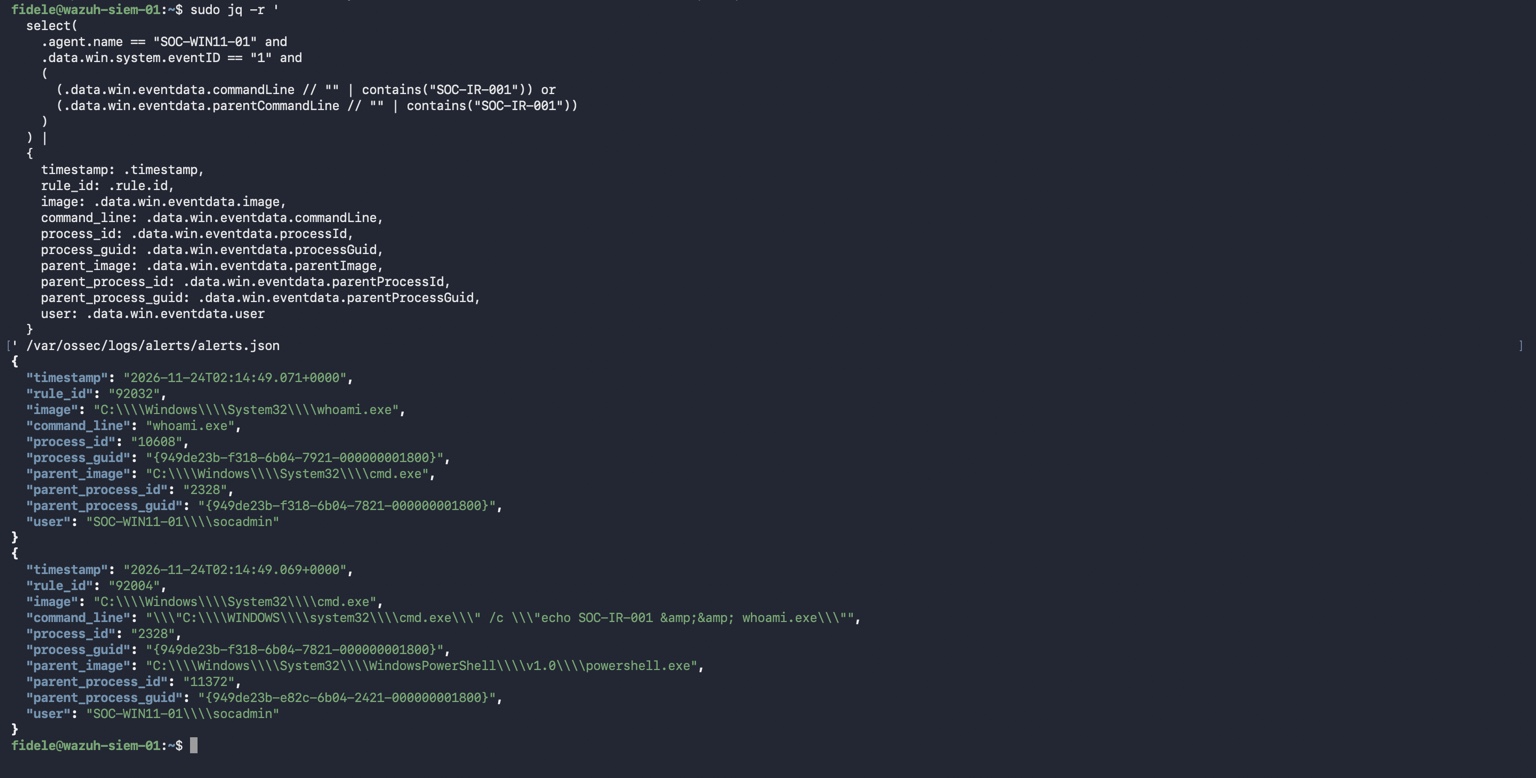 fidele@wazuh-siem-01:~$ sudo jq -r '
  select(
    .agent.name == "SOC-WIN11-01" and
    .data.win.system.eventID == "1" and
    (
      (.data.win.eventdata.commandLine // "" | contains("SOC-IR-001")) or
      (.data.win.eventdata.parentCommandLine // "" | contains("SOC-IR-001"))
    )
  ) |
  {
    timestamp: .timestamp,
    rule_id: .rule.id,
    image: .data.win.eventdata.image,
    command_line: .data.win.eventdata.commandLine,
    process_id: .data.win.eventdata.processId,
    process_guid: .data.win.eventdata.processGuid,
    parent_image: .data.win.eventdata.parentImage,
    parent_process_id: .data.win.eventdata.parentProcessId,
    parent_process_guid: .data.win.eventdata.parentProcessGuid,
    user: .data.win.eventdata.user
  }
[' /var/ossec/logs/alerts/alerts.json ]
{
  "timestamp": "2026-11-24T02:14:49.071+0000",
  "rule_id": "92032",
  "image": "C:\\\\Windows\\\\System32\\\\whoami.exe",
  "command_line": "whoami.exe",
  "process_id": "10608",
  "process_guid": "{949de23b-f318-6b04-7921-000000001800}",
  "parent_image": "C:\\\\Windows\\\\System32\\\\cmd.exe",
  "parent_process_id": "2328",
  "parent_process_guid": "{949de23b-f318-6b04-7821-000000001800}",
  "user": "SOC-WIN11-01\\\\socadmin"
}
{
  "timestamp": "2026-11-24T02:14:49.069+0000",
  "rule_id": "92004",
  "image": "C:\\\\Windows\\\\System32\\\\cmd.exe",
  "command_line": "\\\"C:\\\\WINDOWS\\\\system32\\\\cmd.exe\\\" /c \\\"echo SOC-IR-001 &amp;&amp; whoami.exe\\\"",
  "process_id": "2328",
  "process_guid": "{949de23b-f318-6b04-7821-000000001800}",
  "parent_image": "C:\\\\Windows\\\\System32\\\\WindowsPowerShell\\\\v1.0\\\\powershell.exe",
  "parent_process_id": "11372",
  "parent_process_guid": "{949de23b-e82c-6b04-2421-000000001800}",
  "user": "SOC-WIN11-01\\\\socadmin"
}
fidele@wazuh-siem-01:~$